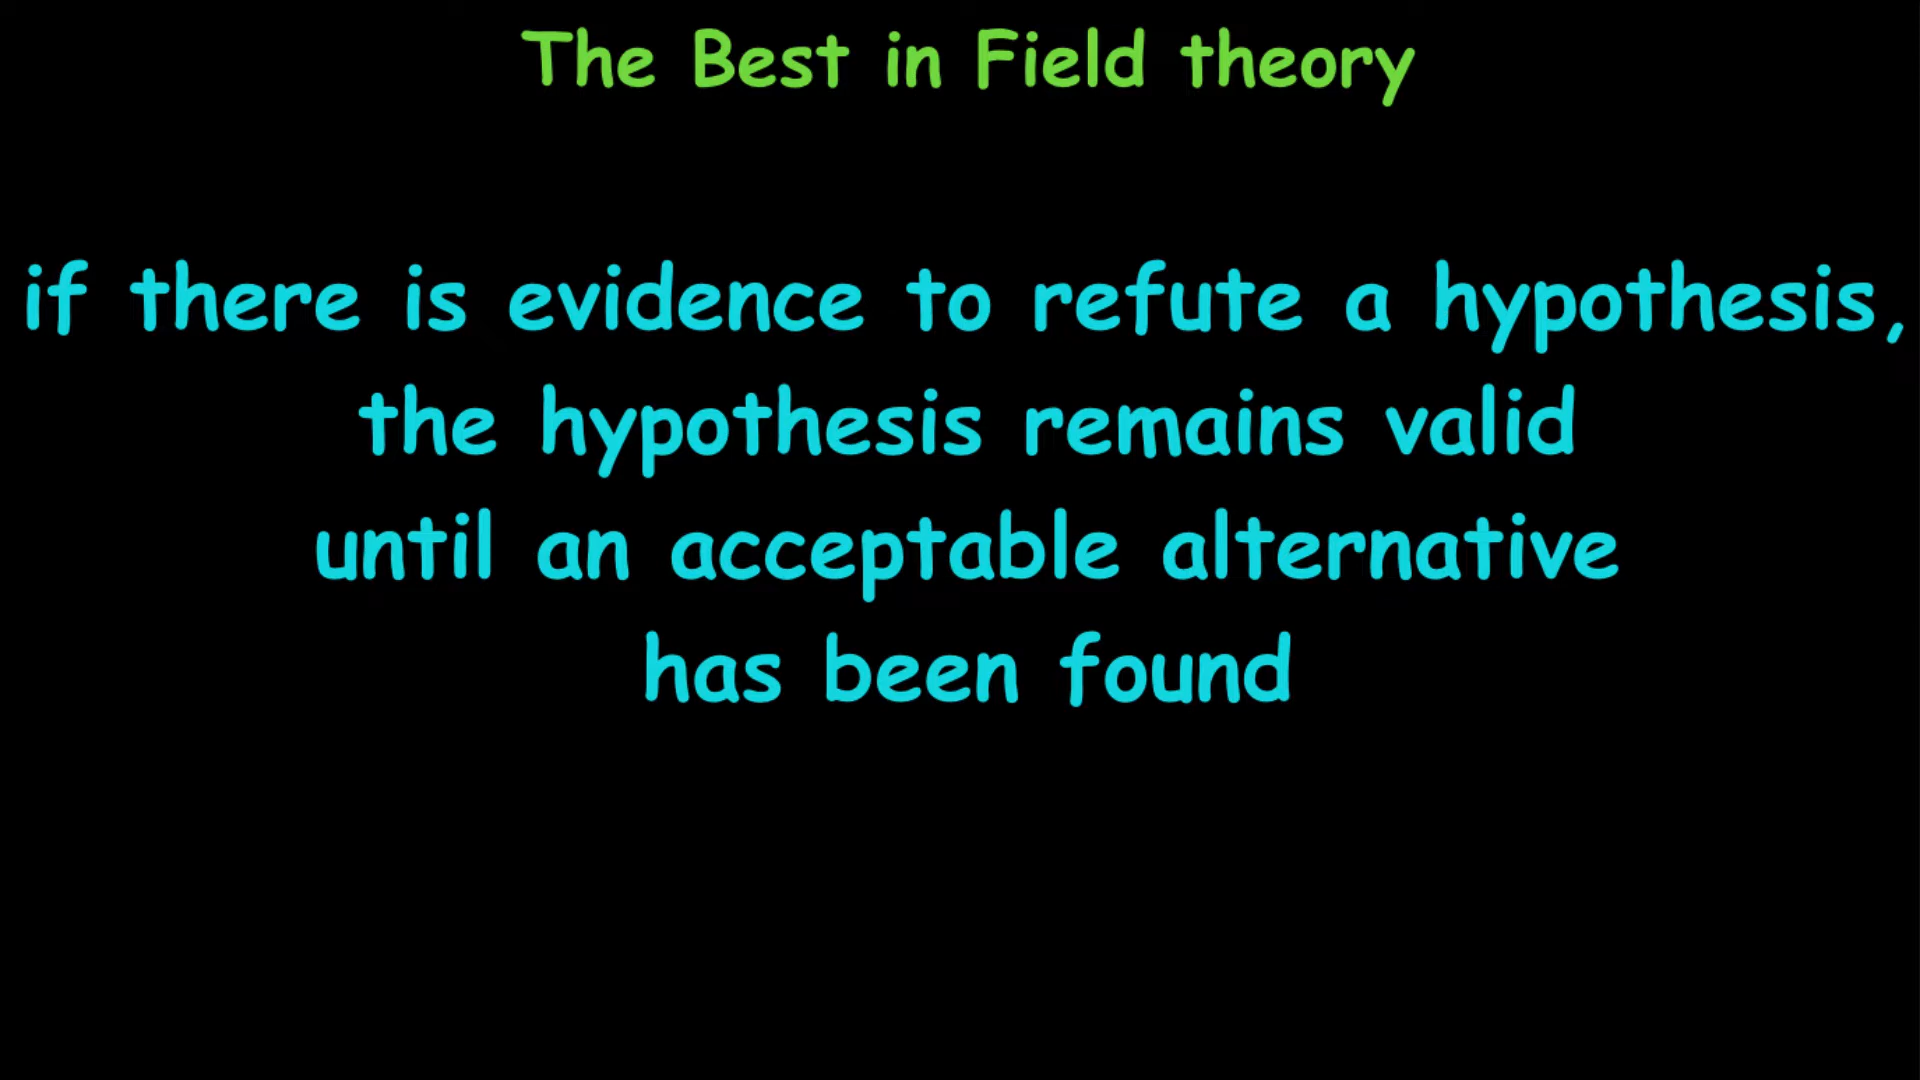 The Best in Field theory
if there is evidence to refute a hypothesis,
the hypothesis remains valid
until an acceptable alternative
has been found